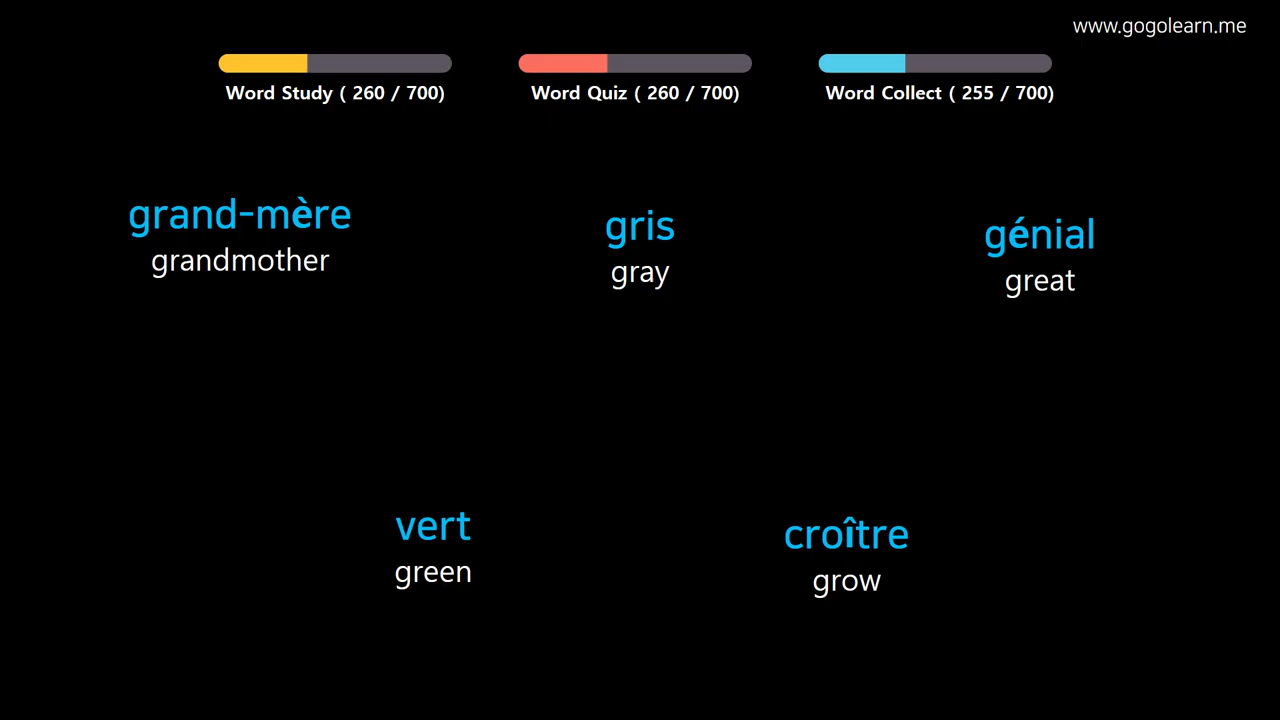 www.gogolearn.me
Word Study ( 260 / 700)
Word Quiz ( 260 / 700)
Word Collect ( 255 / 700)
grand-mère
grandmother
gris
gray
génial
great
vert
green
croître
grow